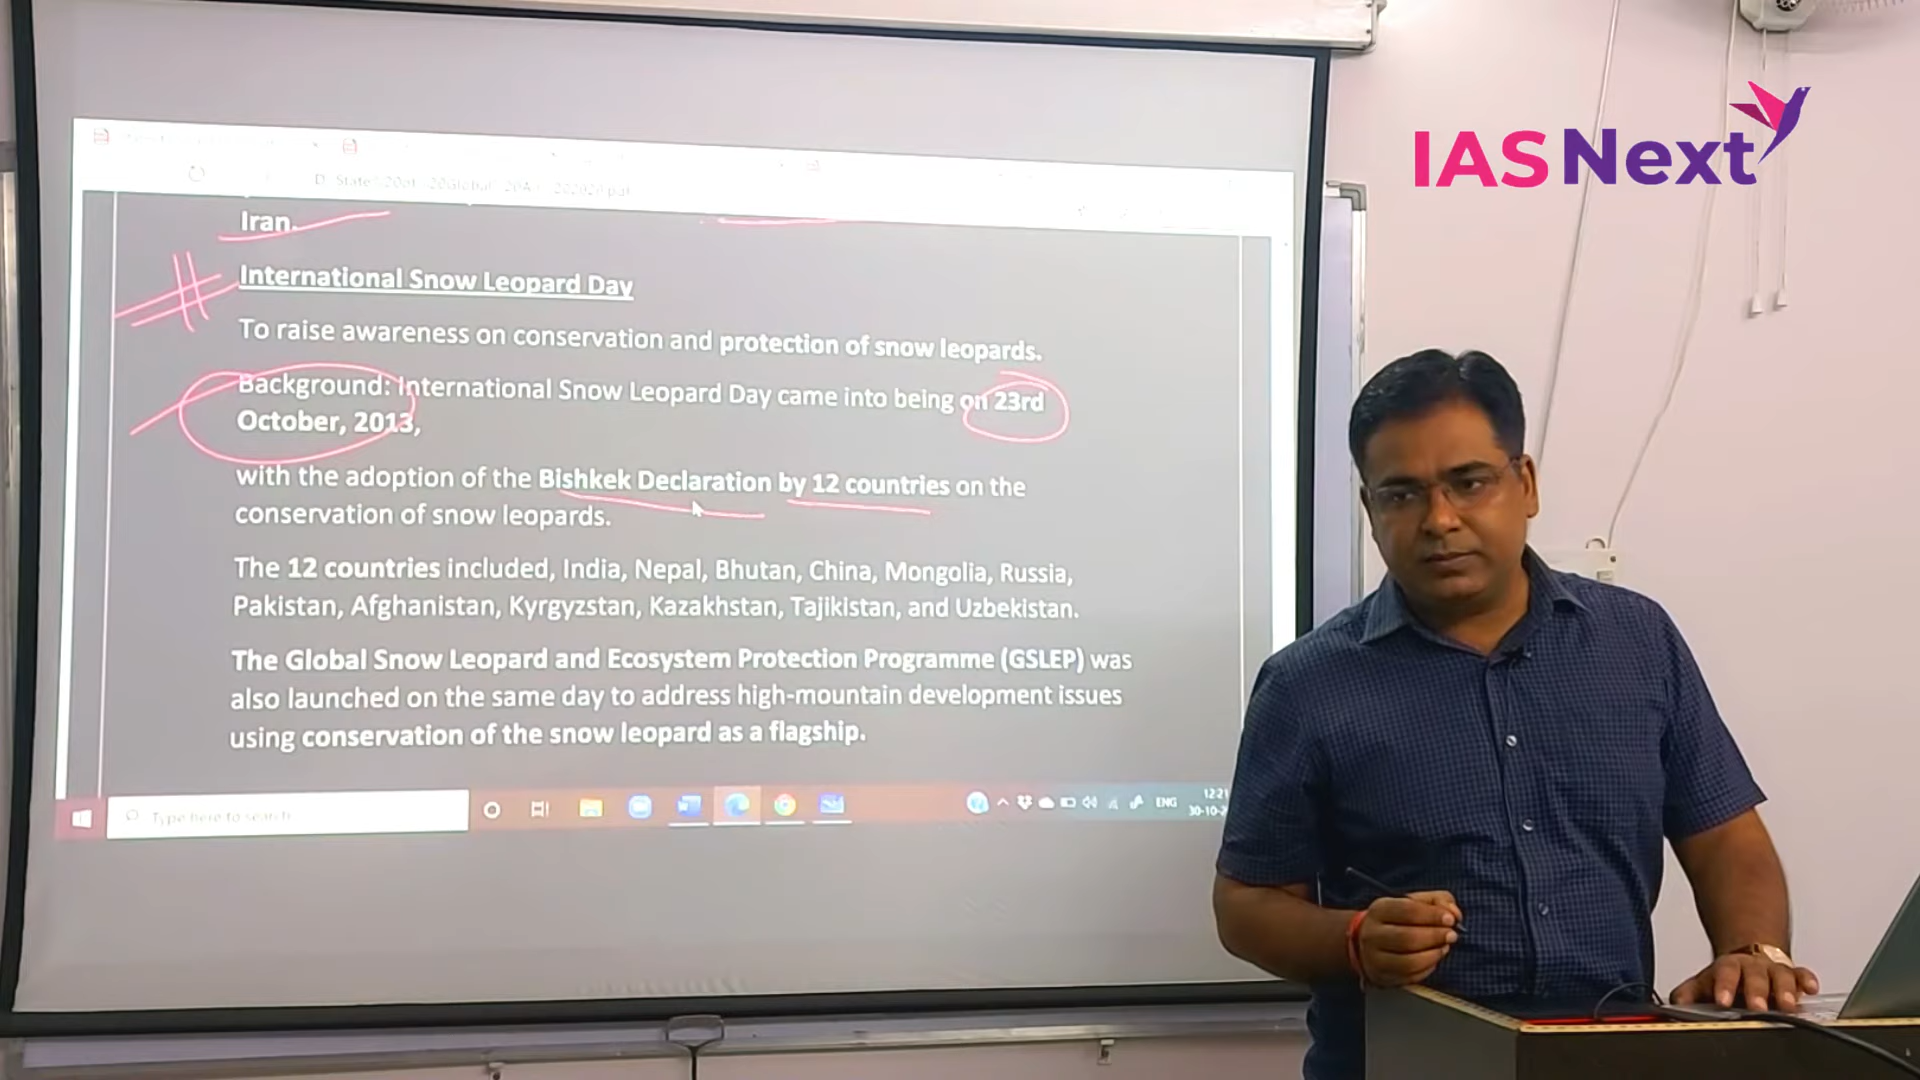 IAS Next
Iran.
International Snow Leopard Day
To raise awareness on conservation and protection of snow leopards.
Background: International Snow Leopard Day came into being on 23rd
October, 2013,
with the adoption of the Bishkek Declaration by 12 countries on the
conservation of snow leopards.
The 12 countries included, India, Nepal, Bhutan, China, Mongolia, Russia,
Pakistan, Afghanistan, Kyrgyzstan, Kazakhstan, Tajikistan, and Uzbekistan.
The Global Snow Leopard and Ecosystem Protection Programme (GSLEP) was
also launched on the same day to address high-mountain development issues
using conservation of the snow leopard as a flagship.
Type here to search
ENG
12:21
30-10-2